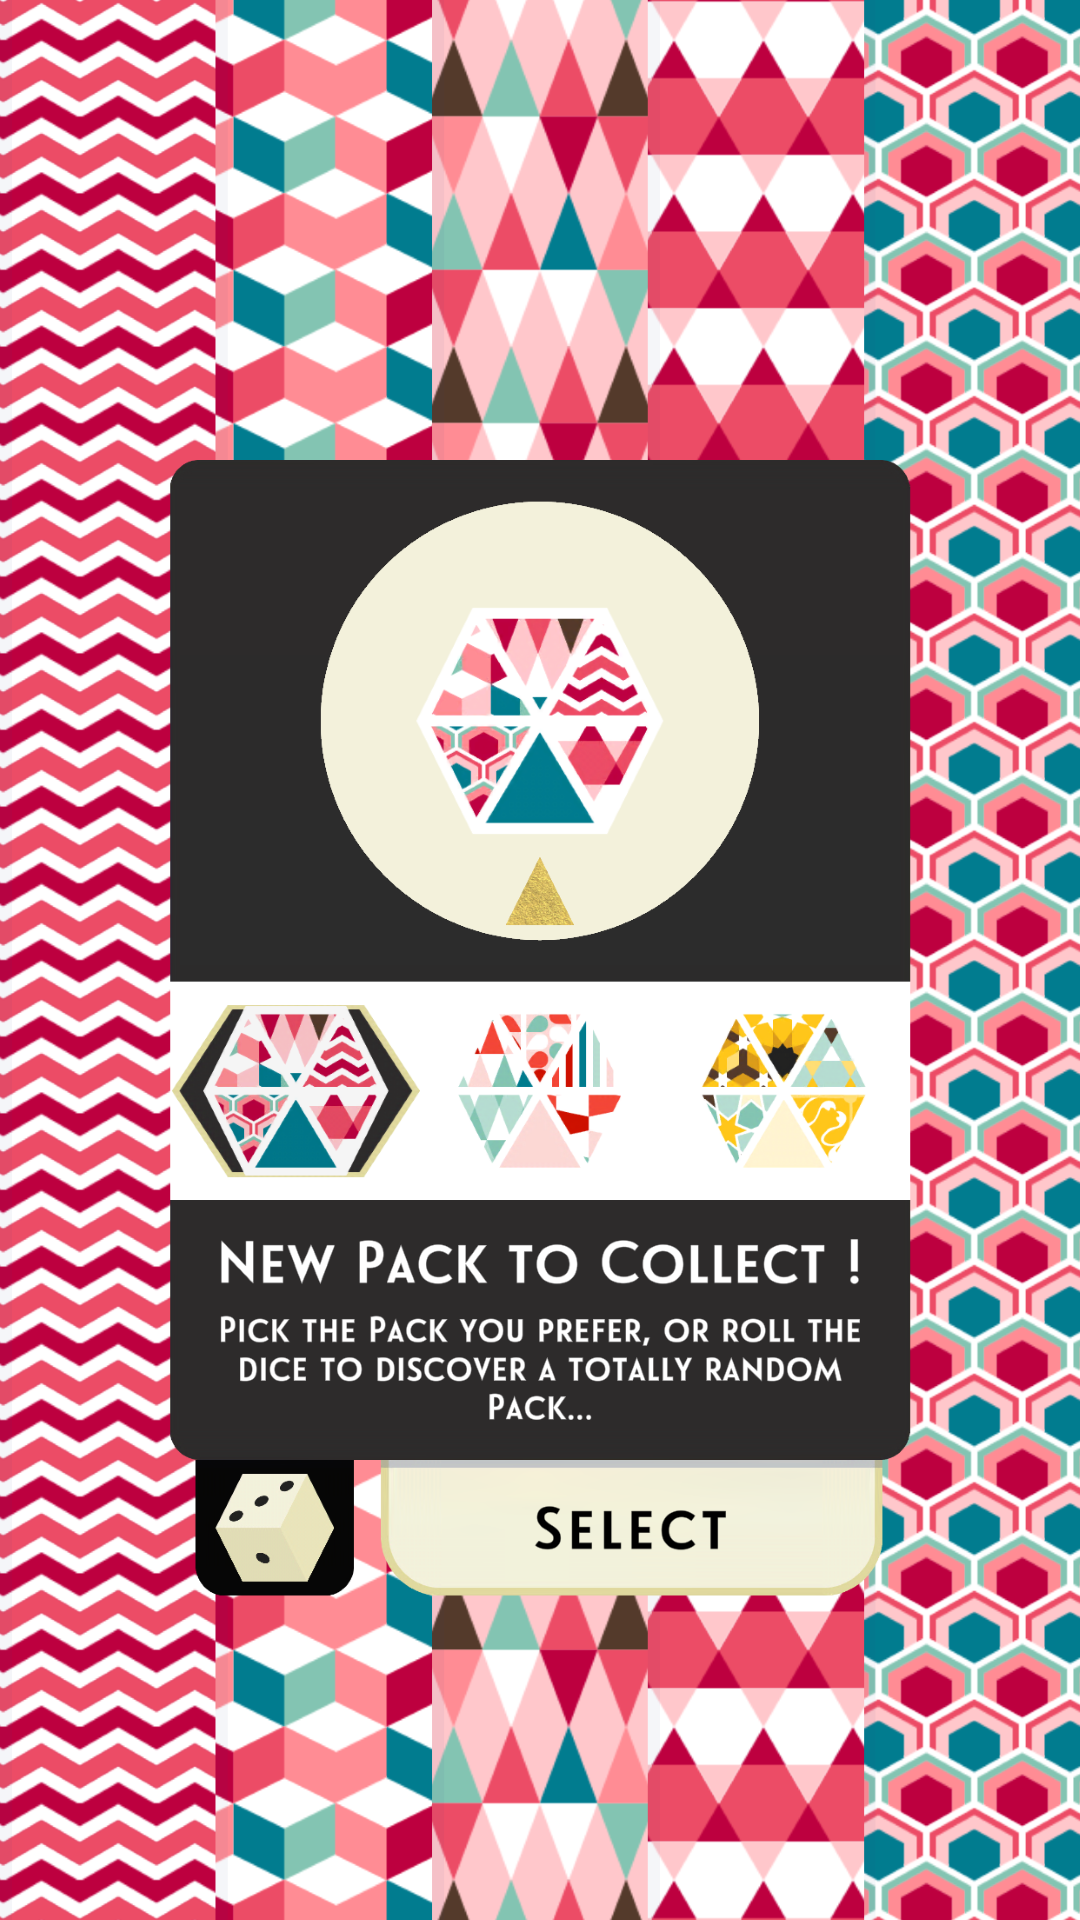 New Pack to Collect !
Pick the Pack you prefer, or roll the
dice to discover a totally random
Pack...
Select